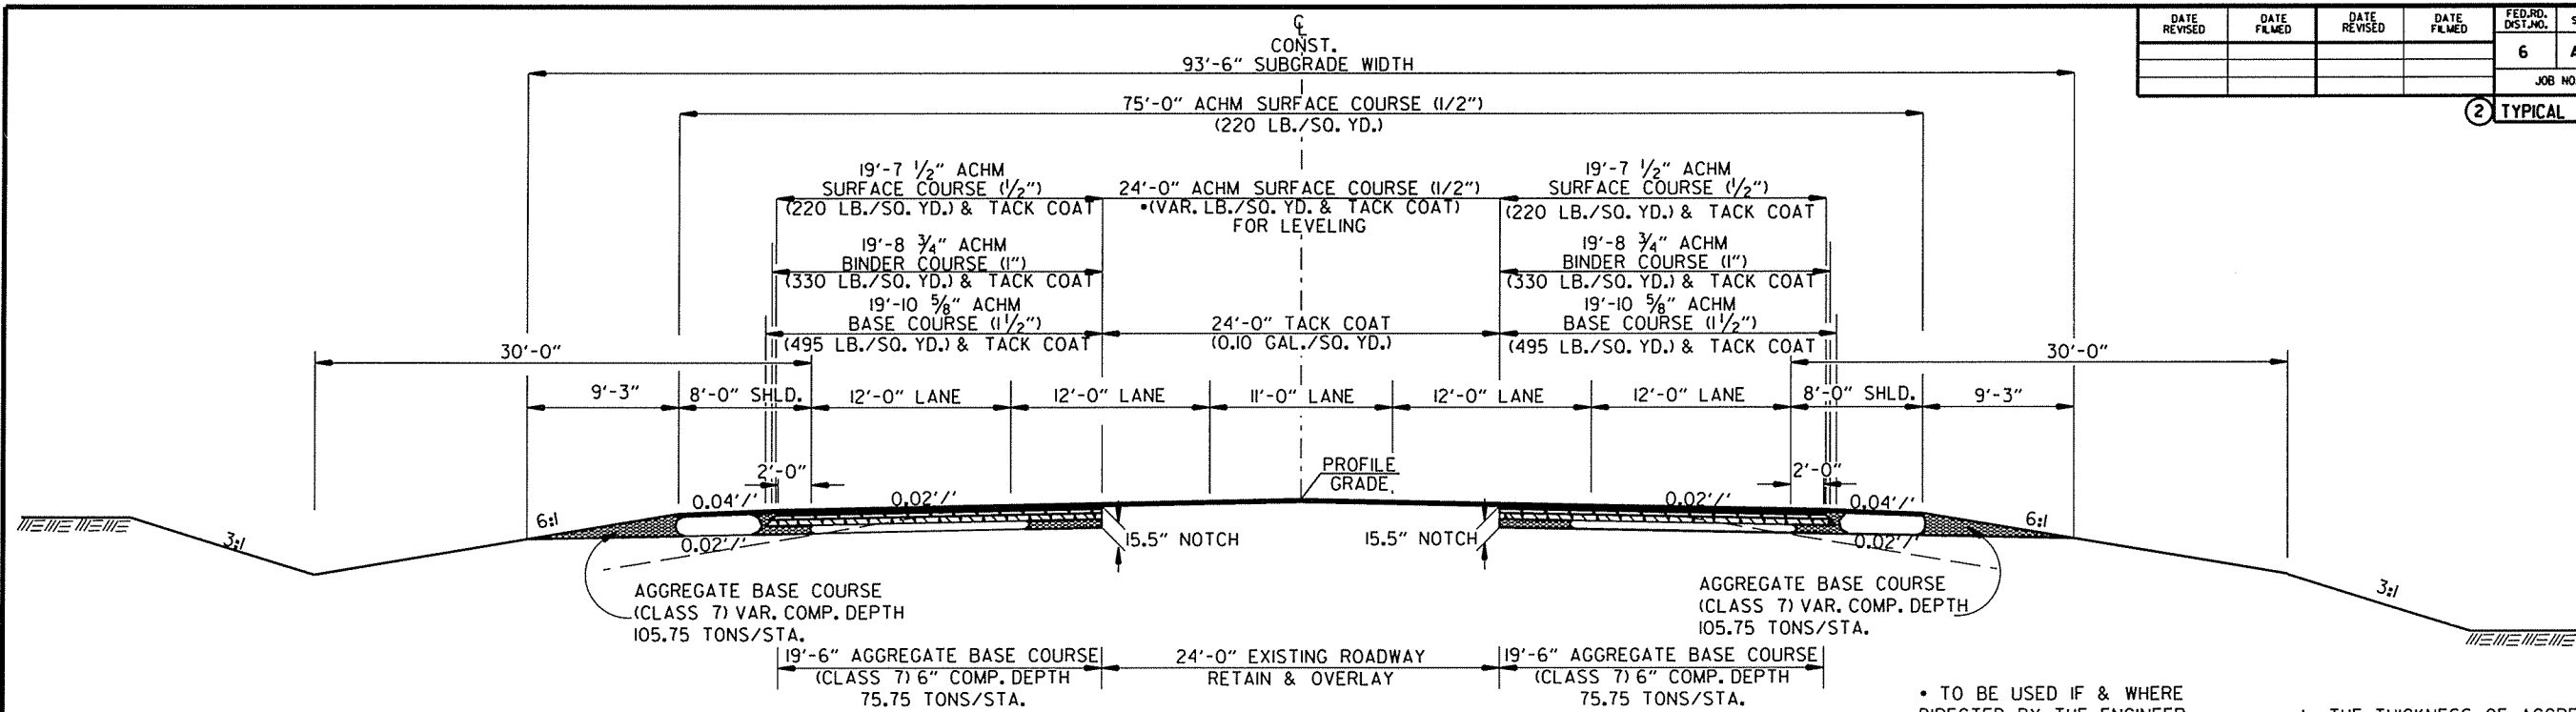 DATE REVISED
DATE FILMED
DATE REVISED
DATE FILMED
FED.RD. DIST.NO.
6
JOB NO.
2 TYPICAL
℄
CONST.
93'-6" SUBGRADE WIDTH
75'-0" ACHM SURFACE COURSE (1/2")
(220 LB./SQ. YD.)
19'-7 1/2" ACHM
SURFACE COURSE (1/2")
(220 LB./SQ. YD.) & TACK COAT
24'-0" ACHM SURFACE COURSE (1/2")
•(VAR. LB./SQ. YD. & TACK COAT)
FOR LEVELING
19'-7 1/2" ACHM
SURFACE COURSE (1/2")
(220 LB./SQ. YD.) & TACK COAT
19'-8 3/4" ACHM
BINDER COURSE (1")
(330 LB./SQ. YD.) & TACK COAT
19'-8 3/4" ACHM
BINDER COURSE (1")
(330 LB./SQ. YD.) & TACK COAT
19'-10 5/8" ACHM
BASE COURSE (1 1/2")
(495 LB./SQ. YD.) & TACK COAT
24'-0" TACK COAT
(0.10 GAL./SQ. YD.)
19'-10 5/8" ACHM
BASE COURSE (1 1/2")
(495 LB./SQ. YD.) & TACK COAT
30'-0"
30'-0"
9'-3"
8'-0" SHLD.
12'-0" LANE
12'-0" LANE
11'-0" LANE
12'-0" LANE
12'-0" LANE
8'-0" SHLD.
9'-3"
2'-0"
PROFILE
GRADE
2'-0"
0.04'/'
0.02'/'
0.02'/'
0.04'/'
6:1
6:1
3:1
0.02'/'
15.5" NOTCH
15.5" NOTCH
0.02'/'
3:1
AGGREGATE BASE COURSE
(CLASS 7) VAR. COMP. DEPTH
105.75 TONS/STA.
AGGREGATE BASE COURSE
(CLASS 7) VAR. COMP. DEPTH
105.75 TONS/STA.
19'-6" AGGREGATE BASE COURSE
(CLASS 7) 6" COMP. DEPTH
75.75 TONS/STA.
24'-0" EXISTING ROADWAY
RETAIN & OVERLAY
19'-6" AGGREGATE BASE COURSE
(CLASS 7) 6" COMP. DEPTH
75.75 TONS/STA.
• TO BE USED IF & WHERE
DIRECTED BY THE ENGINEER
THE THICKNESS OF